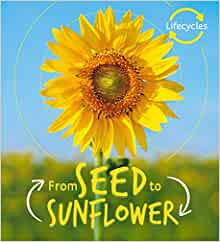 Lifecycles
From SEED to
SUNFLOWER